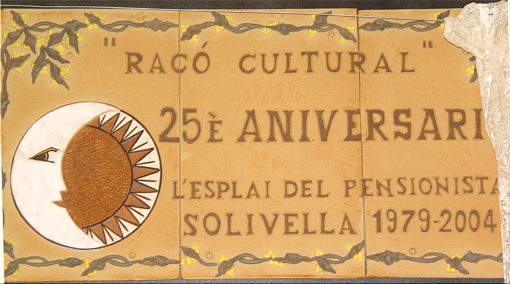 "RACÓ CULTURAL"
25È ANIVERSARI
L'ESPLAI DEL PENSIONISTA
SOLIVELLA 1979-2004